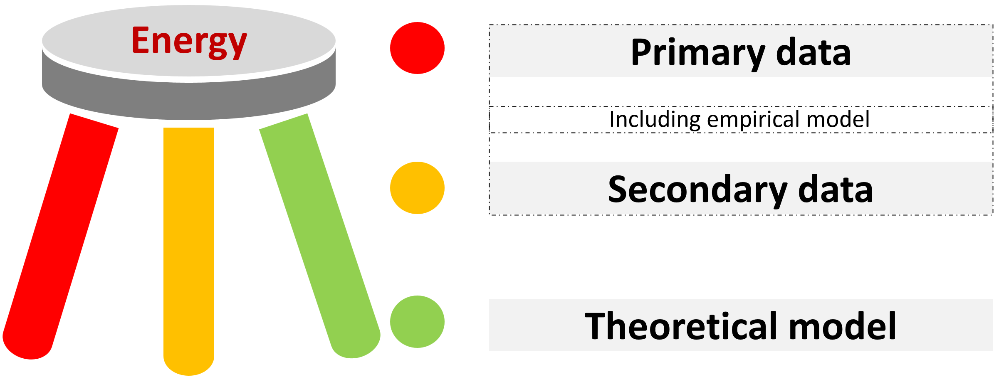 Energy
Primary data
Including empirical model
Secondary data
Theoretical model